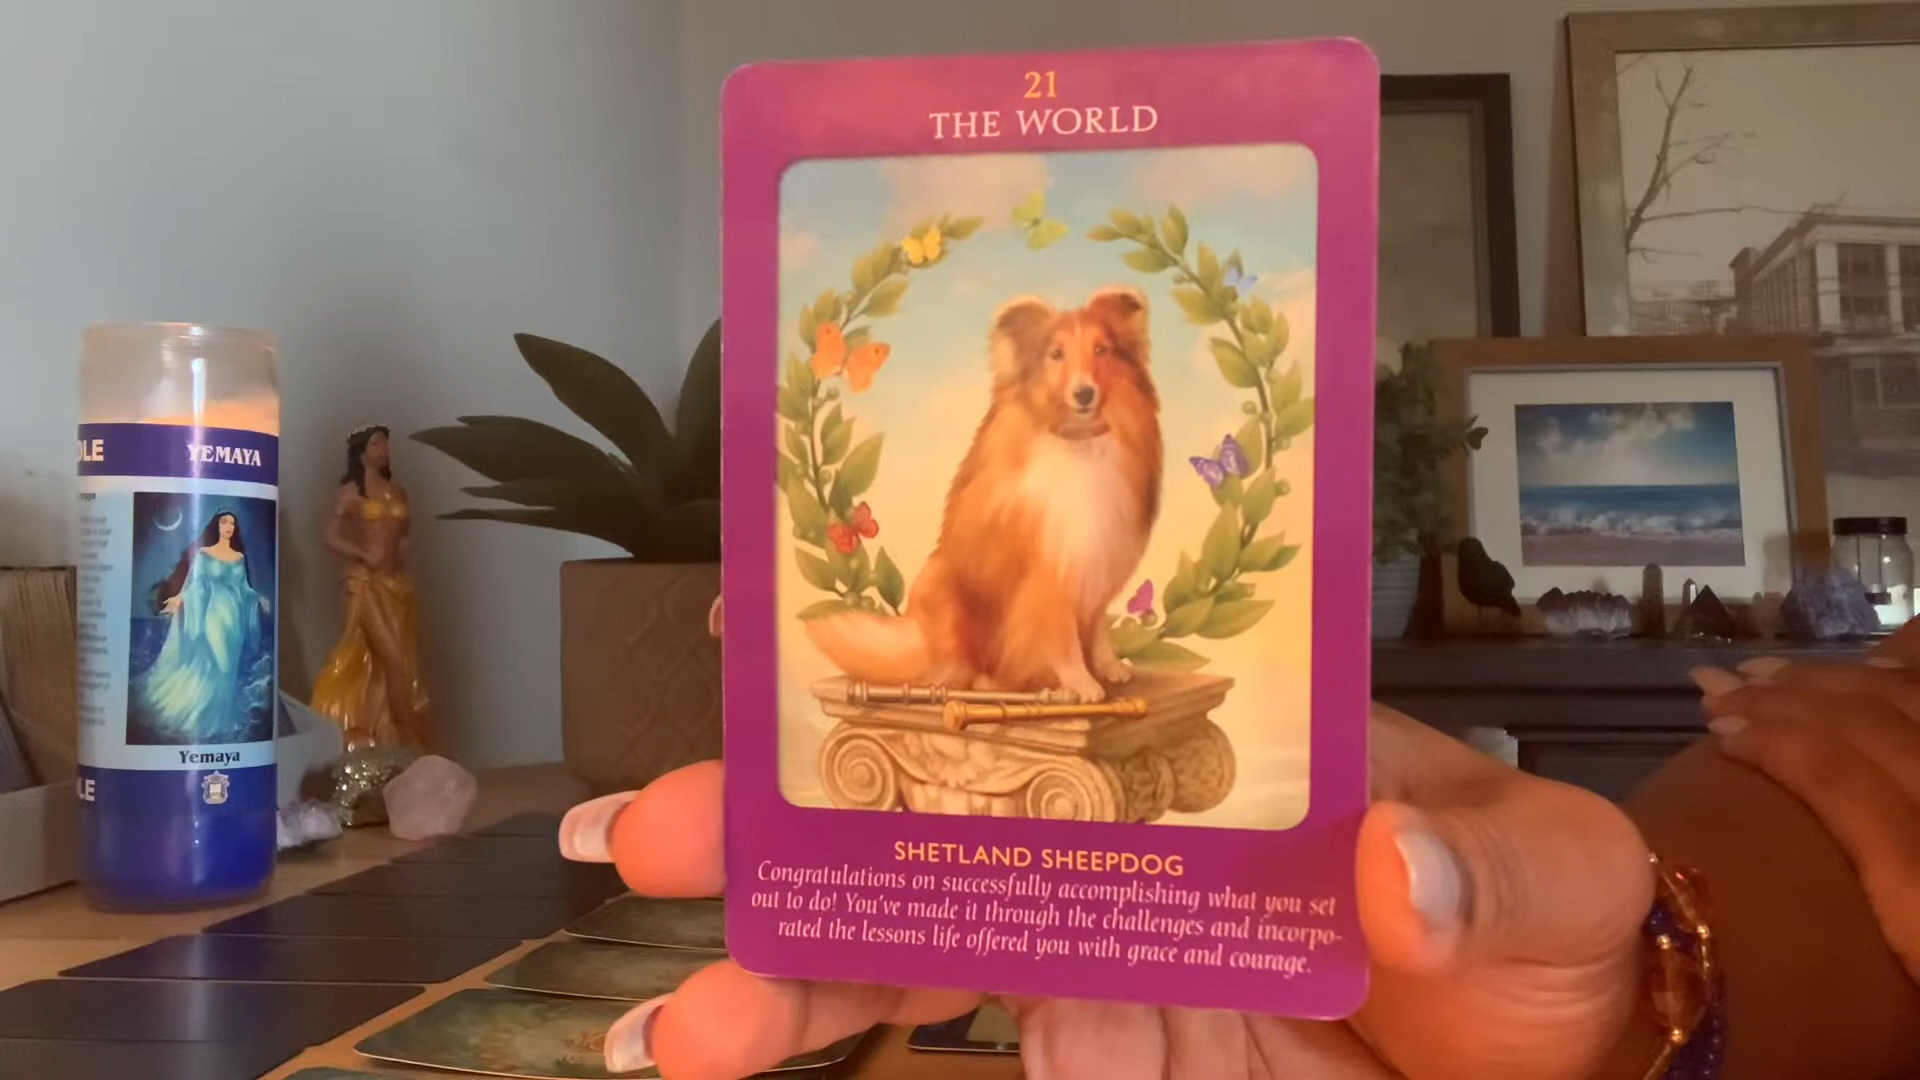 21
THE WORLD
SHETLAND SHEEPDOG
Congratulations on successfully accomplishing what you set
out to do! You've made it through the challenges and incorpo-
rated the lessons life offered you with grace and courage.
DLE YEMAYA
Yemaya
LE